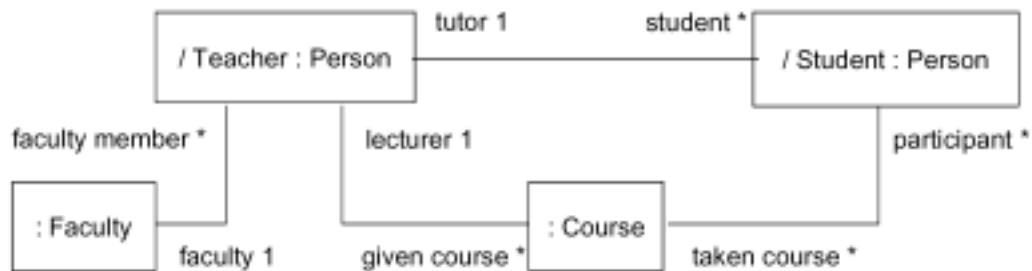 tutor 1
student *
/ Teacher : Person
/ Student : Person
faculty member *
lecturer 1
participant *
: Faculty
: Course
faculty 1
given course *
taken course *